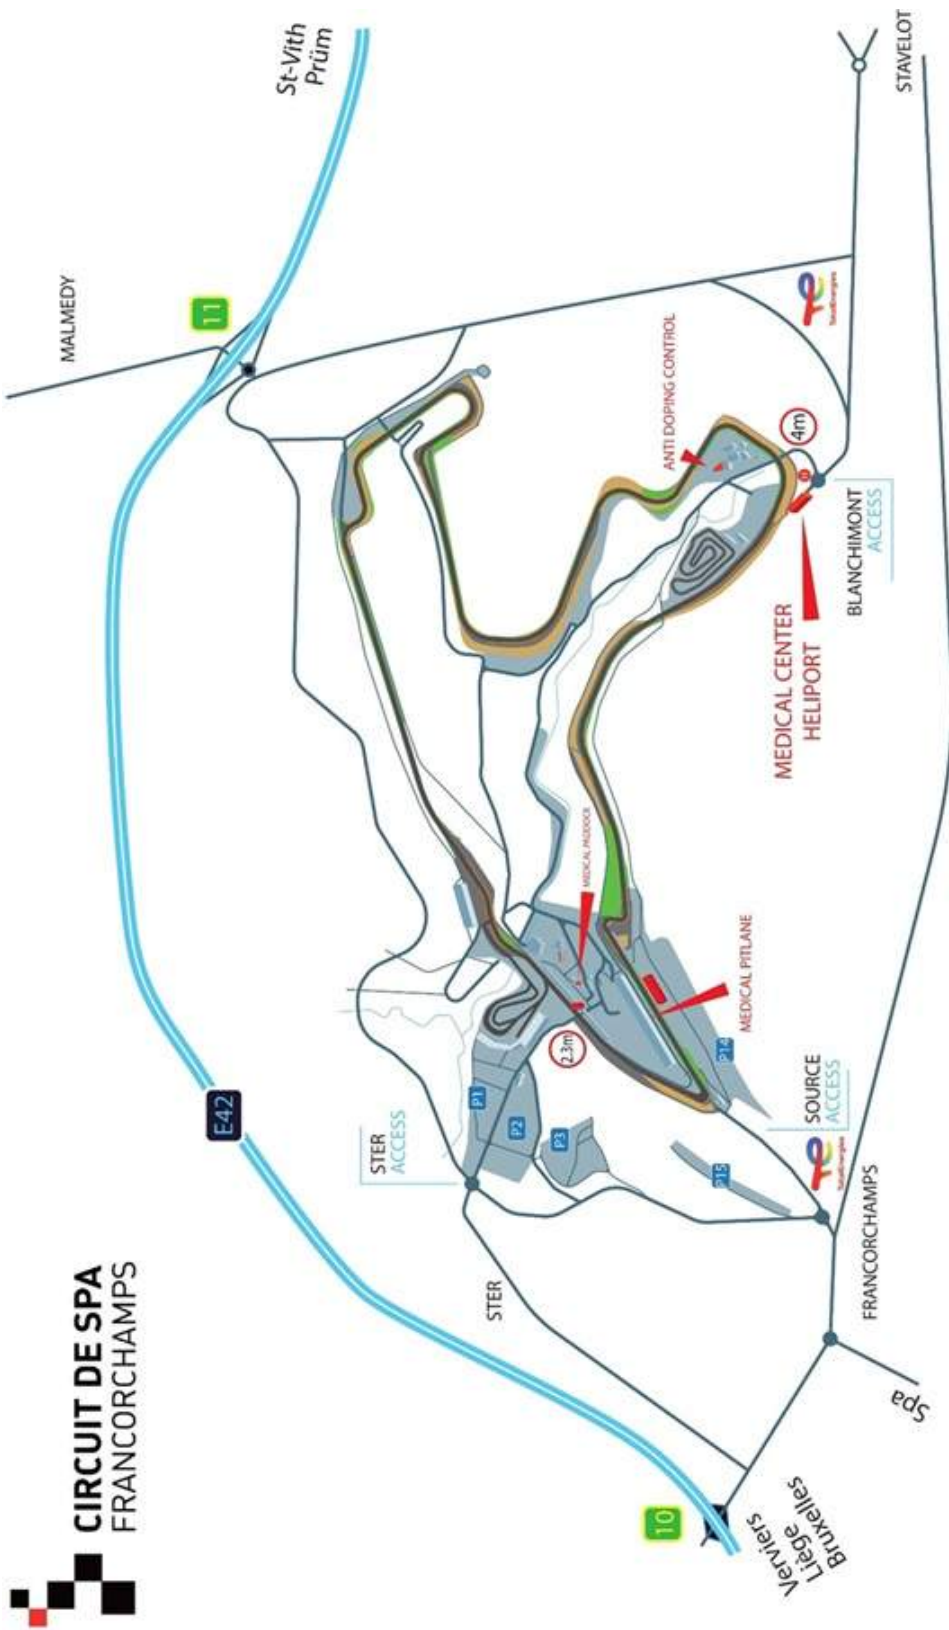 CIRCUIT DE SPA
FRANCORCHAMPS
MALMEDY
St-Vith
Prüm
11
E42
STER
ACCESS
STER
P1
P2
P3
2.3m
MEDICAL PADDOCK
ANTI DOPING CONTROL
4m
TotalEnergies
STAVELOT
BLANCHIMONT
ACCESS
MEDICAL CENTER
HELIPORT
MEDICAL PITLANE
P14
P15
SOURCE
ACCESS
TotalEnergies
FRANCORCHAMPS
Spa
10
Verviers
Liège
Bruxelles